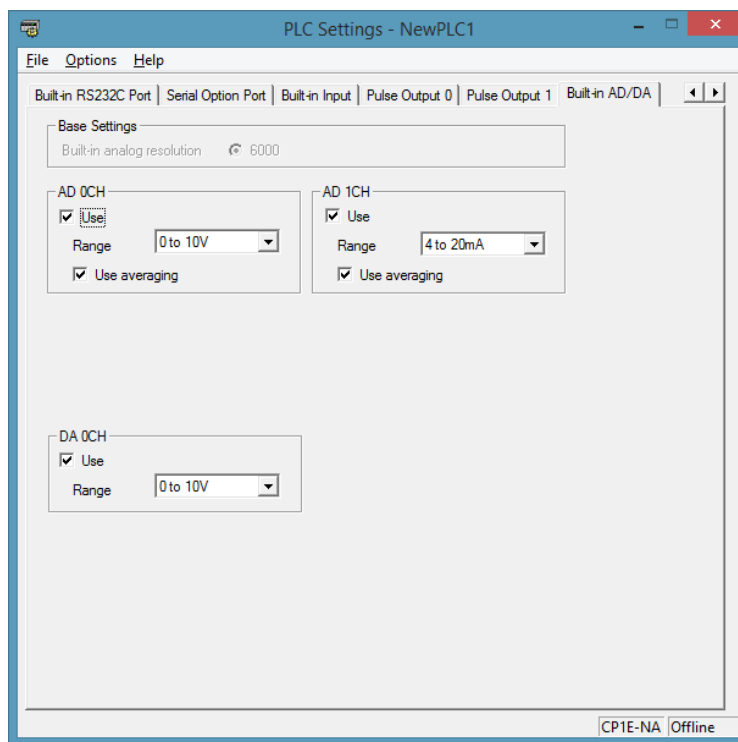 PLC Settings - NewPLC1
File Options Help
Built-in RS232C Port Serial Option Port Built-in Input Pulse Output 0 Pulse Output 1 Built-in AD/DA
Base Settings
Built-in analog resolution 6000
AD 0CH AD 1CH
Use Use
Range 0 to 10V Range 4 to 20mA
Use averaging Use averaging
DA 0CH
Use
Range 0 to 10V
CP1E-NA Offline